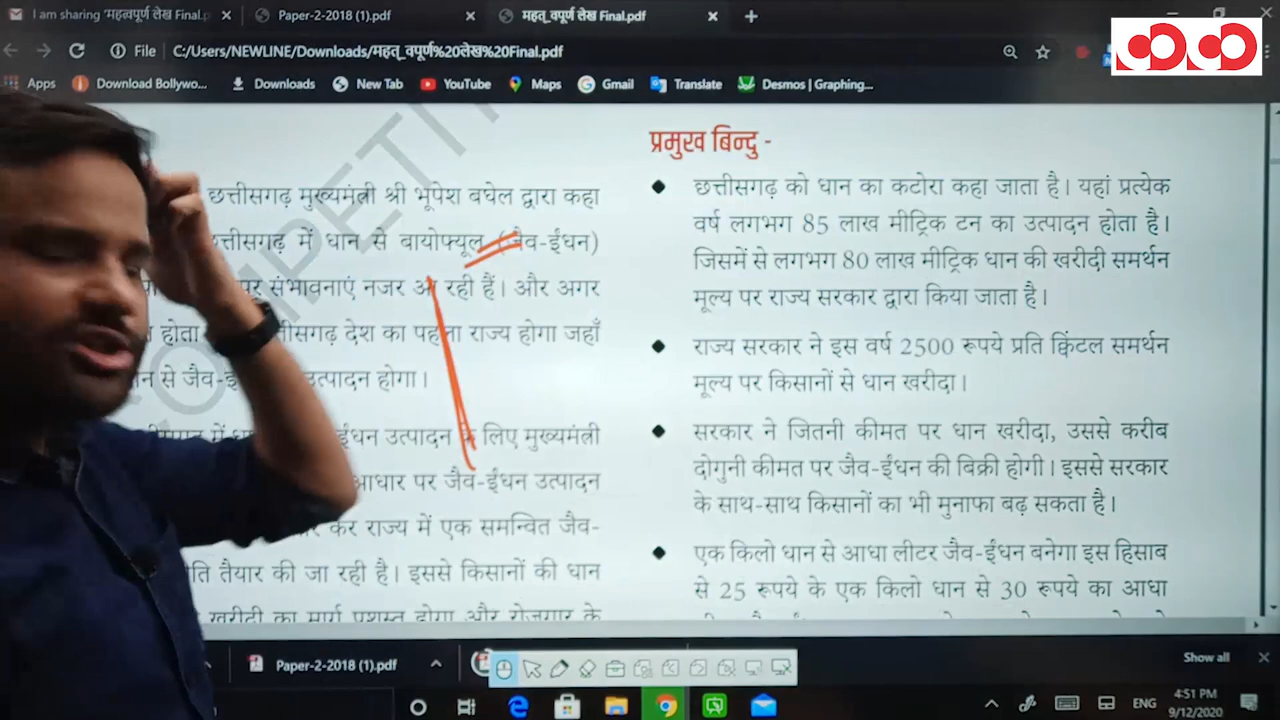 I am sharing 'महत्वपूर्ण लेख Final.p
Paper-2-2018 (1).pdf
महत्_वपूर्ण लेख Final.pdf
File
C:/Users/NEWLINE/Downloads/महत्_वपूर्ण%20लेख%20Final.pdf
Apps
Download Bollywo...
Downloads
New Tab
YouTube
Maps
Gmail
Translate
Desmos | Graphing...
COMPETIT
छत्तीसगढ़ मुख्यमंत्री श्री भूपेश बघेल द्वारा कहा
त्तीसगढ़ में धान से बायोफ्यूल (जैव-ईंधन)
पर संभावनाएं नजर आ रही हैं। और अगर
होता तीसगढ़ देश का पहला राज्य होगा जहाँ
न से जैव-इ उत्पादन होगा।
में ईंधन उत्पादन के लिए मुख्यमंत्री
आधार पर जैव-ईंधन उत्पादन
कर राज्य में एक समन्वित जैव-
ति तैयार की जा रही है। इससे किसानों की धान
खरीदी का मार्ग प्रशस्त होगा और रोजगार के
प्रमुख बिन्दु -
छत्तीसगढ़ को धान का कटोरा कहा जाता है। यहां प्रत्येक
वर्ष लगभग 85 लाख मीट्रिक टन का उत्पादन होता है।
जिसमें से लगभग 80 लाख मीट्रिक धान की खरीदी समर्थन
मूल्य पर राज्य सरकार द्वारा किया जाता है।
राज्य सरकार ने इस वर्ष 2500 रूपये प्रति क्विंटल समर्थन
मूल्य पर किसानों से धान खरीदा।
सरकार ने जितनी कीमत पर धान खरीदा, उससे करीब
दोगुनी कीमत पर जैव-ईंधन की बिक्री होगी। इससे सरकार
के साथ-साथ किसानों का भी मुनाफा बढ़ सकता है।
एक किलो धान से आधा लीटर जैव-ईंधन बनेगा इस हिसाब
से 25 रूपये के एक किलो धान से 30 रूपये का आधा
Paper-2-2018 (1).pdf
Show all
ENG
4:51 PM
9/12/2020